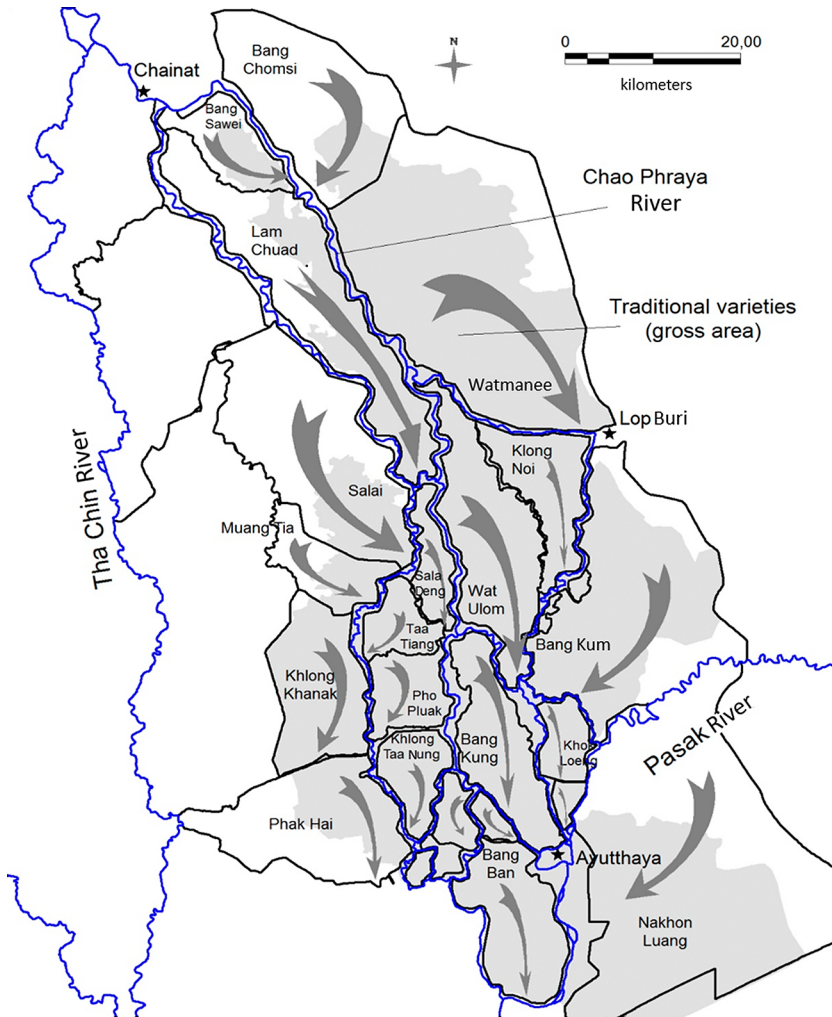 Bang
Chomsi
N
0
20,00
kilometers
Chainat
Bang
Sawei
Chao Phraya
River
Lam
Chuad
Traditional varieties
(gross area)
Watmanee
Lop Buri
Klong
Noi
Tha Chin River
Salai
Muang Tia
Sala
Deng
Wat
Ulom
Taa
Tiang
Bang Kum
Khlong
Khanak
Pho
Pluak
Pasak River
Khlong
Taa Nung
Bang
Kung
Khok
Loeng
Phak Hai
Bang
Ban
Ayutthaya
Nakhon
Luang